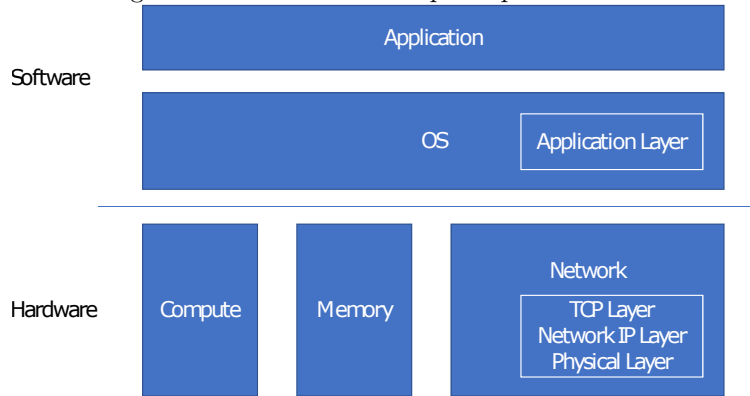 Application
Software
OS
Application Layer
Network
Hardware
Compute
Memory
TCP Layer
Network IP Layer
Physical Layer